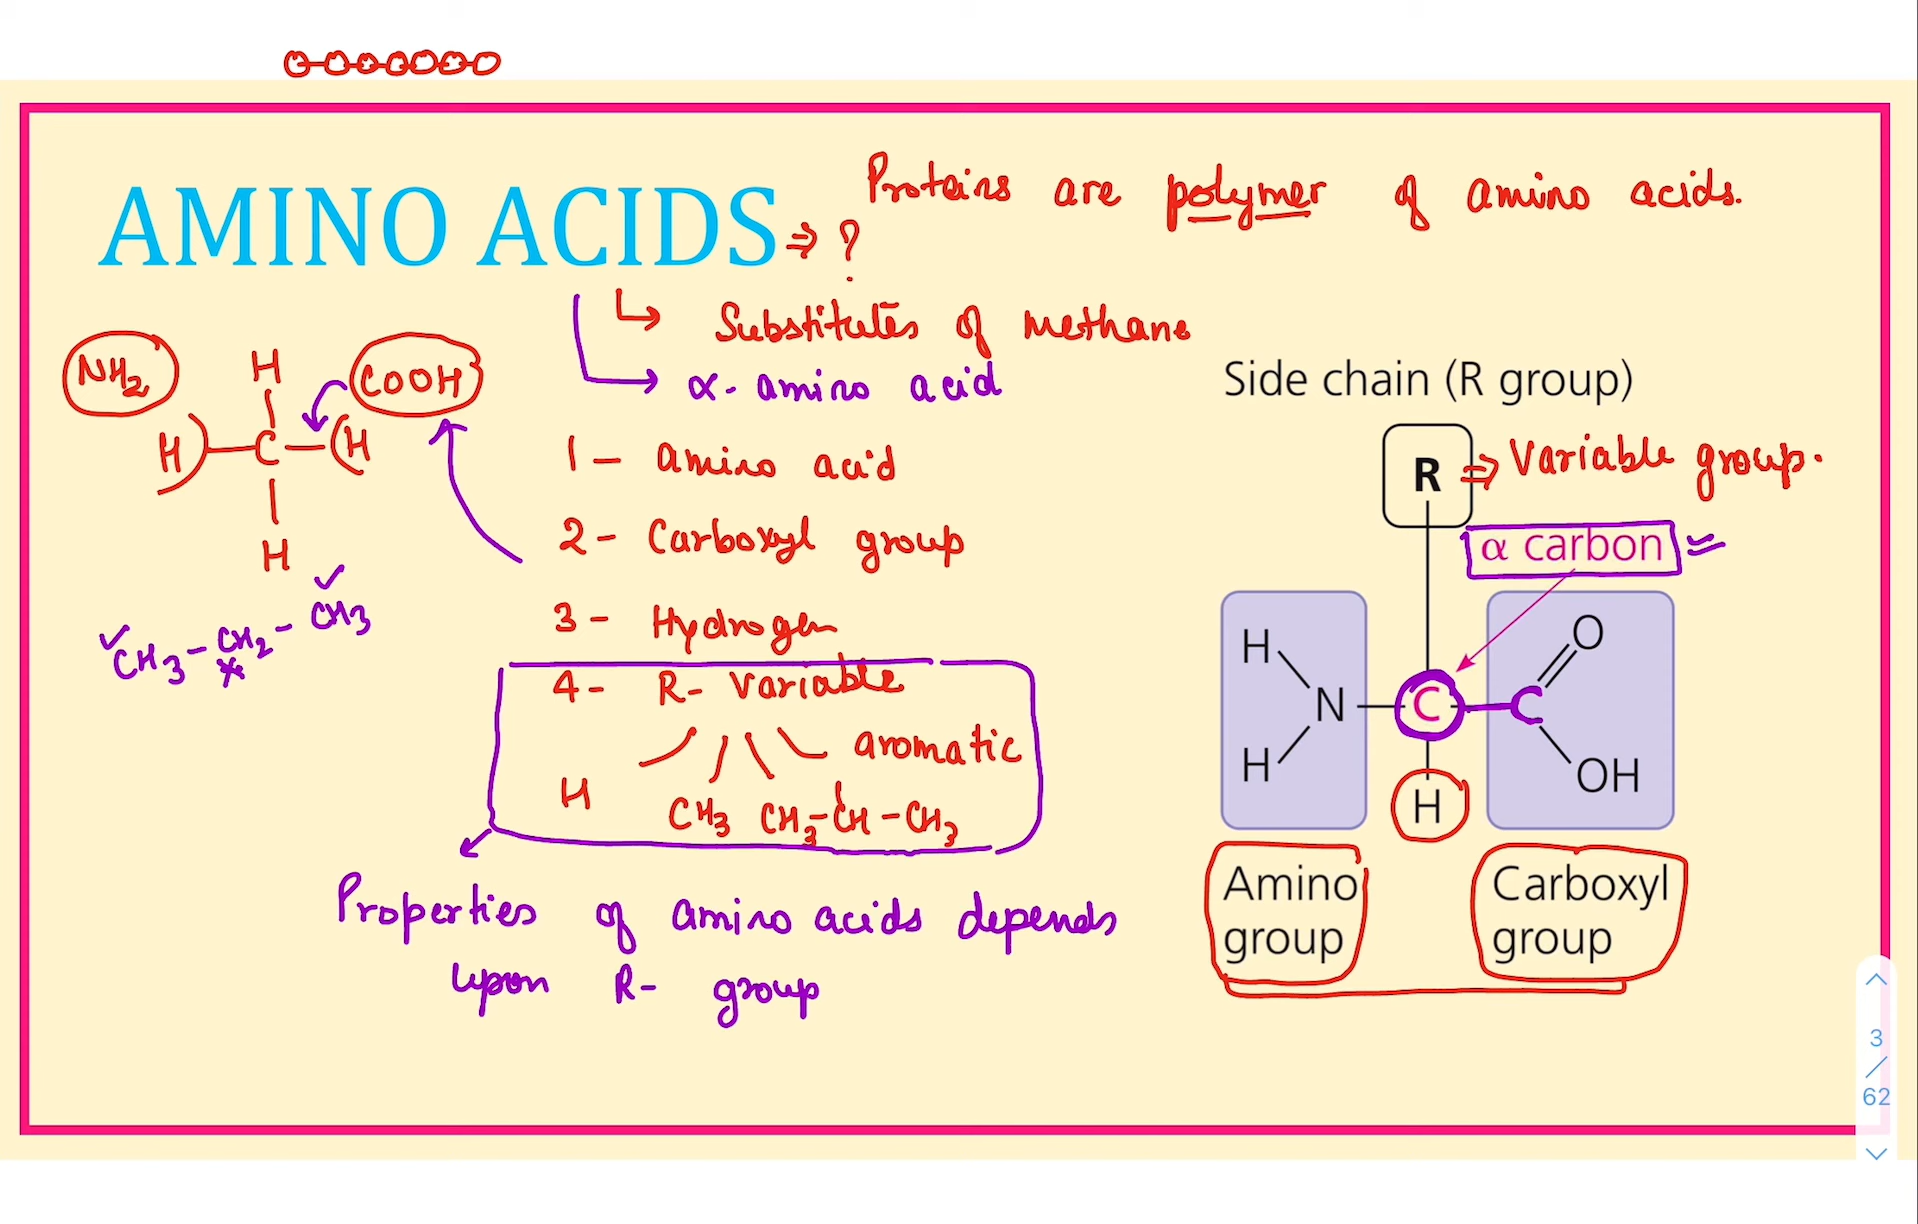 AMINO ACIDS ⇒ ?
Proteins are polymer of amino acids.
↳ Substitutes of methane
↳ α- amino acid
NH2
H
COOH
H) — C — (H
H
CH3 - CH2 - CH3
1 - amino acid
2 - Carboxyl group
3 - Hydrogen
4 - R- Variable
aromatic
H
CH3 CH3-CH-CH3
Properties of amino acids depends
upon R- group
Side chain (R group)
R ⇒ Variable group.
α carbon
H
O
N C C
H
OH
H
Amino
group
Carboxyl
group
3
/
62